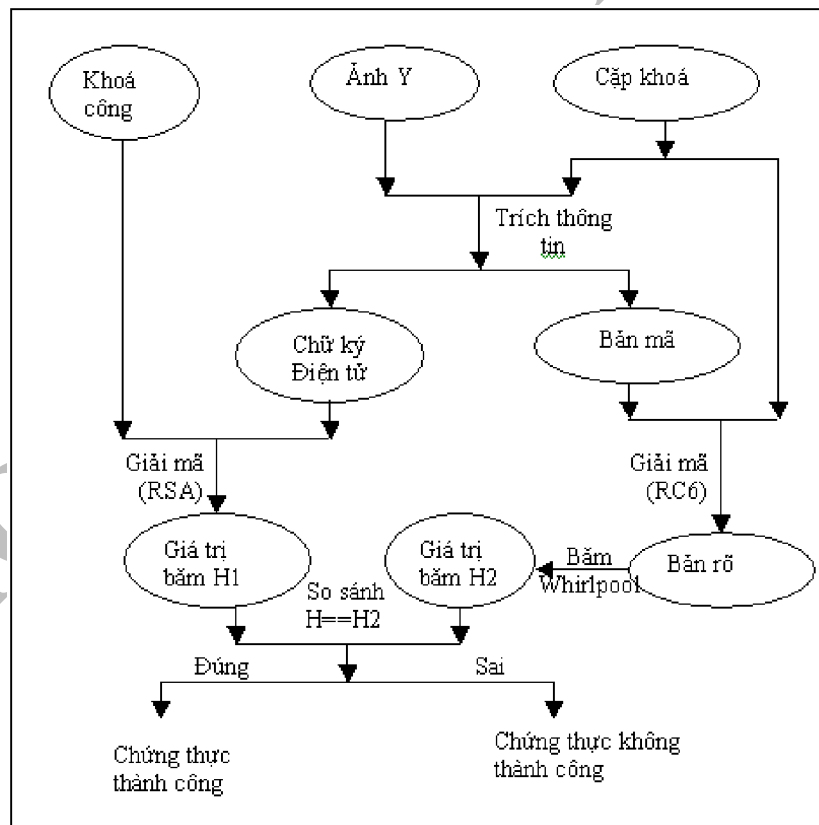 Khoá
công
Ảnh Y
Cặp khoá
Trích thông
tin
Chữ ký
Điện tử
Bản mã
Giải mã
(RSA)
Giải mã
(RC6)
Giá trị
băm H1
Giá trị
băm H2
Băm
Whirlpool
Bản rõ
So sánh
H==H2
Đúng
Sai
Chứng thực
thành công
Chứng thực không
thành công